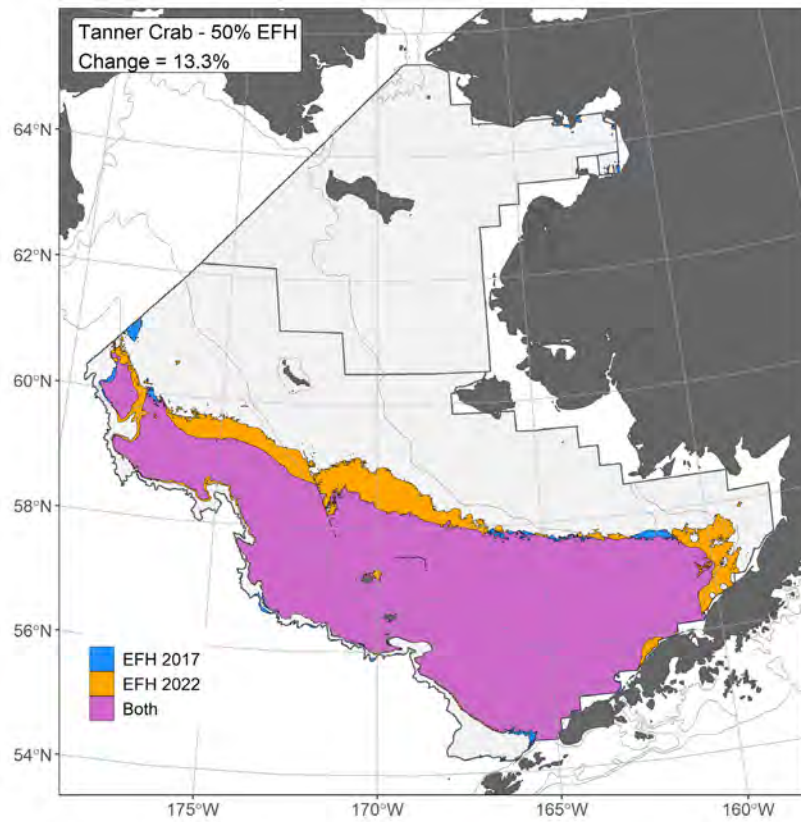 Tanner Crab - 50% EFH
Change = 13.3%
64°N
62°N
60°N
58°N
56°N
54°N
EFH 2017
EFH 2022
Both
175°W
170°W
165°W
160°W